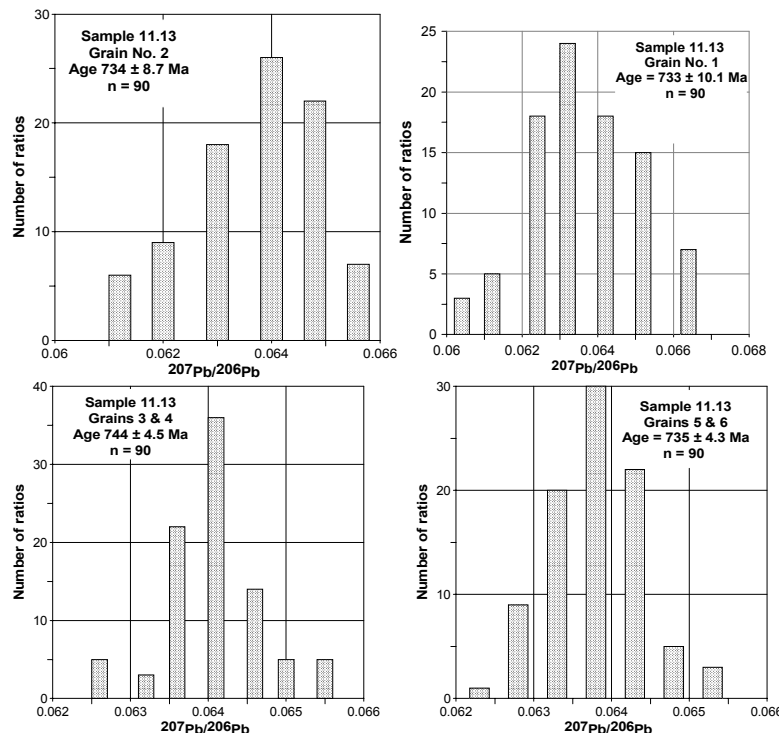 30
20
10
0
Number of ratios
Sample 11.13
Grain No. 2
Age 734 ± 8.7 Ma
n = 90
0.06
0.062
0.064
0.066
207Pb/206Pb
25
20
15
10
5
0
Number of ratios
Sample 11.13
Grain No. 1
Age = 733 ± 10.1 Ma
n = 90
0.06
0.062
0.064
0.066
0.068
207Pb/206Pb
40
30
20
10
0
Number of ratios
Sample 11.13
Grains 3 & 4
Age 744 ± 4.5 Ma
n = 90
0.062
0.063
0.064
0.065
0.066
207Pb/206Pb
30
20
10
0
Number of ratios
Sample 11.13
Grains 5 & 6
Age = 735 ± 4.3 Ma
n = 90
0.062
0.063
0.064
0.065
0.066
207Pb/206Pb